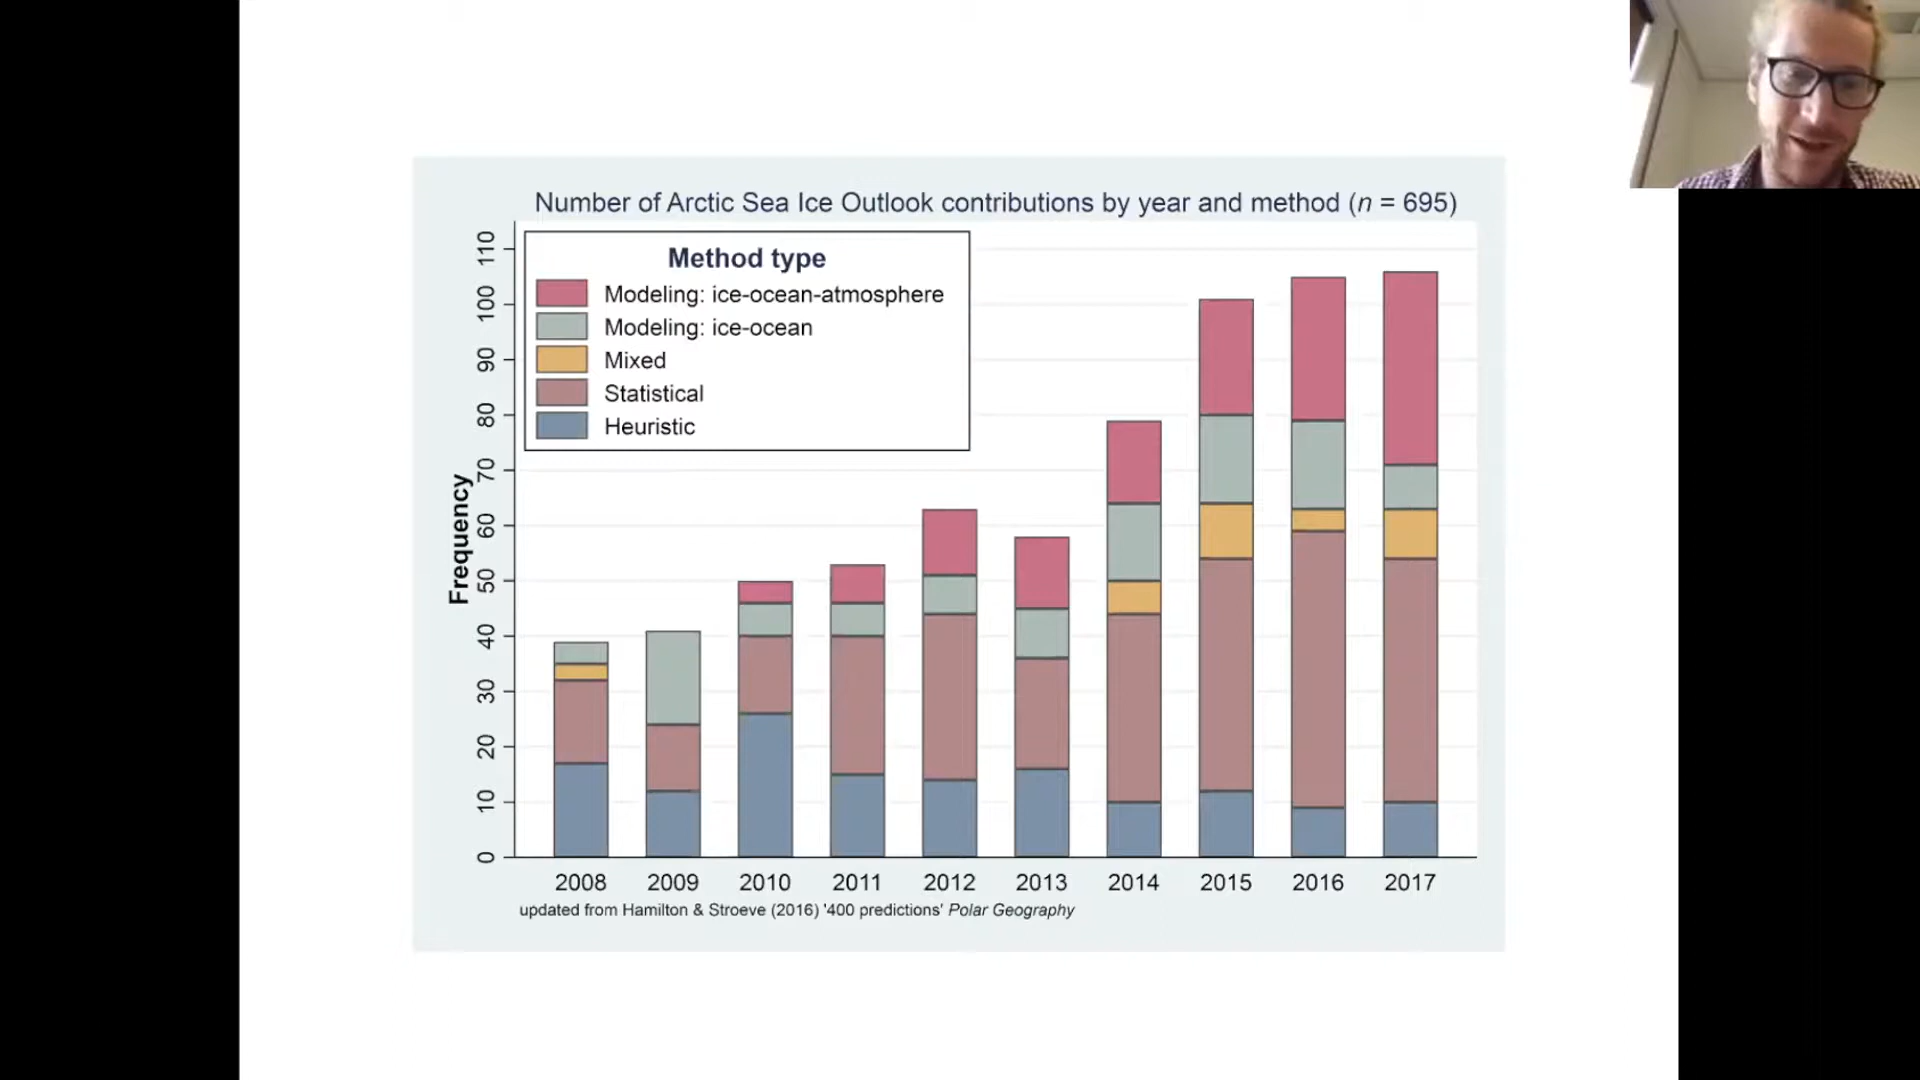 Number of Arctic Sea Ice Outlook contributions by year and method (n = 695)
Method type
Modeling: ice-ocean-atmosphere
Modeling: ice-ocean
Mixed
Statistical
Heuristic
Frequency
110
100
90
80
70
60
50
40
30
20
10
0
2008 2009 2010 2011 2012 2013 2014 2015 2016 2017
updated from Hamilton & Stroeve (2016) '400 predictions' Polar Geography